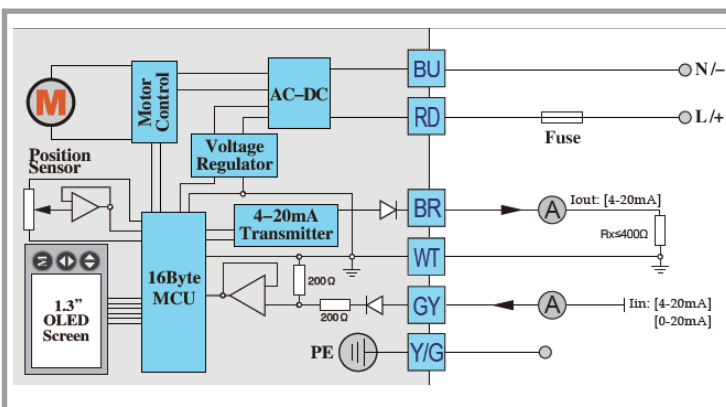 BU
N/−
M
Motor
Control
AC−DC
RD
L/+
Fuse
Voltage
Regulator
Position
Sensor
4−20mA
Transmitter
BR
A
Iout: [4-20mA]
Rx≤400Ω
WT
16Byte
MCU
200Ω
1.3”
OLED
Screen
200Ω
GY
A
Iin: [4-20mA]
[0-20mA]
PE
Y/G